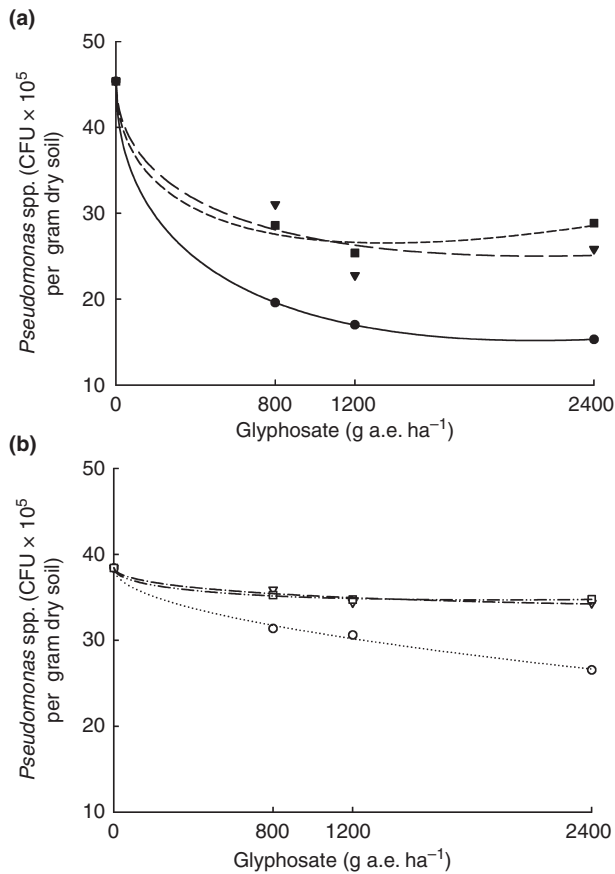 (a)
Pseudomonas spp. (CFU × 10⁵
per gram dry soil)
50
40
30
20
10
0
800
1200
2400
Glyphosate (g a.e. ha⁻¹)
(b)
Pseudomonas spp. (CFU × 10⁵
per gram dry soil)
50
40
30
20
10
0
800
1200
2400
Glyphosate (g a.e. ha⁻¹)